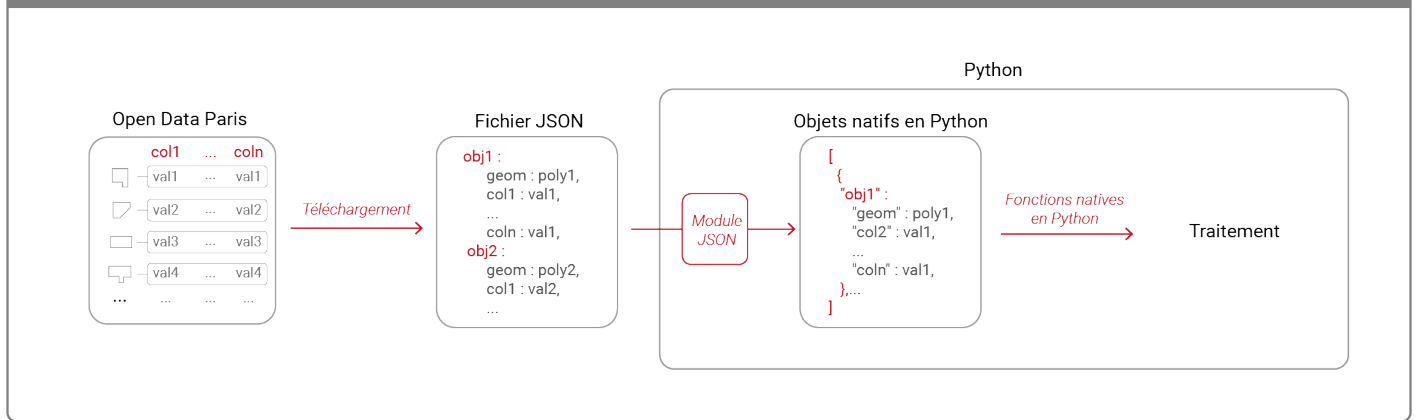 Python
Open Data Paris
col1 ... coln
val1 ... val1
val2 ... val2
val3 ... val3
val4 ... val4
... ... ... ...
Téléchargement
Fichier JSON
obj1 :
geom : poly1,
col1 : val1,
...
coln : val1,
obj2 :
geom : poly2,
col1 : val2,
...
Module
JSON
Objets natifs en Python
[
{
"obj1" :
"geom" : poly1,
"col2" : val1,
...
"coln" : val1,
},...
]
Fonctions natives
en Python
Traitement